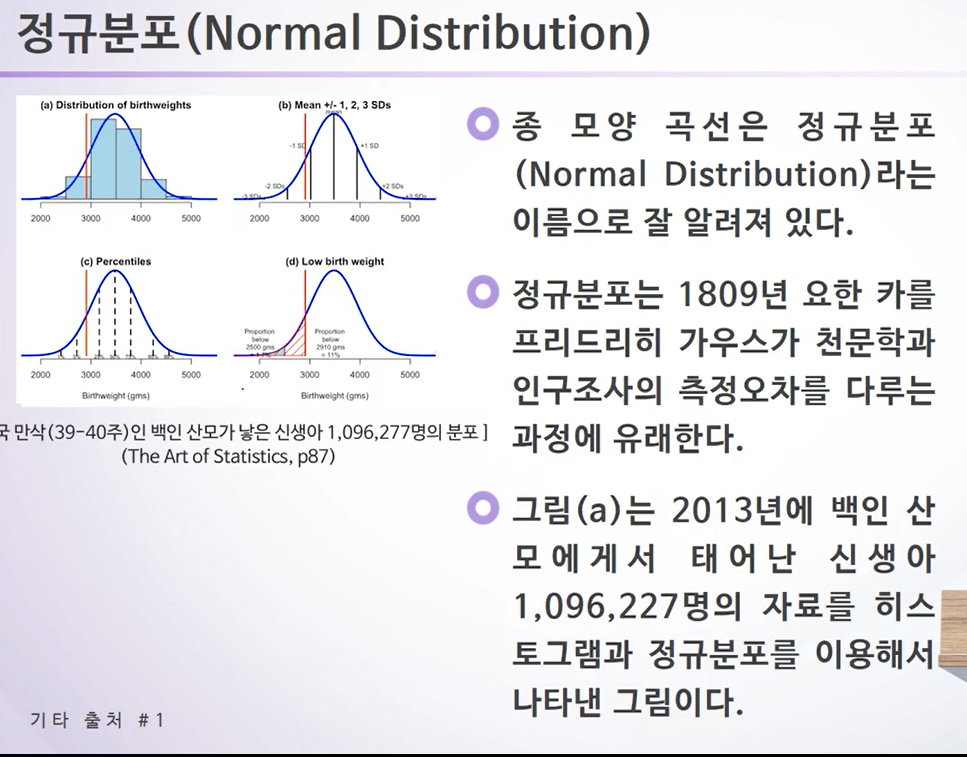 정규분포(Normal Distribution)
(a) Distribution of birthweights
2000 3000 4000 5000
(b) Mean +/- 1, 2, 3 SDs
mean
-1 SD +1 SD
-2 SDs +2 SDs
-3 SDs +3 SDs
2000 3000 4000 5000
(c) Percentiles
2000 3000 4000 5000
Birthweight (gms)
(d) Low birth weight
Proportion
below
2500 gms
Proportion
below
2910 gms
= 11%
2000 3000 4000 5000
Birthweight (gms)
국 만삭(39-40주)인 백인 산모가 낳은 신생아 1,096,277명의 분포 ]
(The Art of Statistics, p87)
종 모양 곡선은 정규분포
(Normal Distribution)라는
이름으로 잘 알려져 있다.
정규분포는 1809년 요한 카를
프리드리히 가우스가 천문학과
인구조사의 측정오차를 다루는
과정에 유래한다.
그림(a)는 2013년에 백인 산
모에게서 태어난 신생아
1,096,227명의 자료를 히스
토그램과 정규분포를 이용해서
나타낸 그림이다.
기타 출처 #1